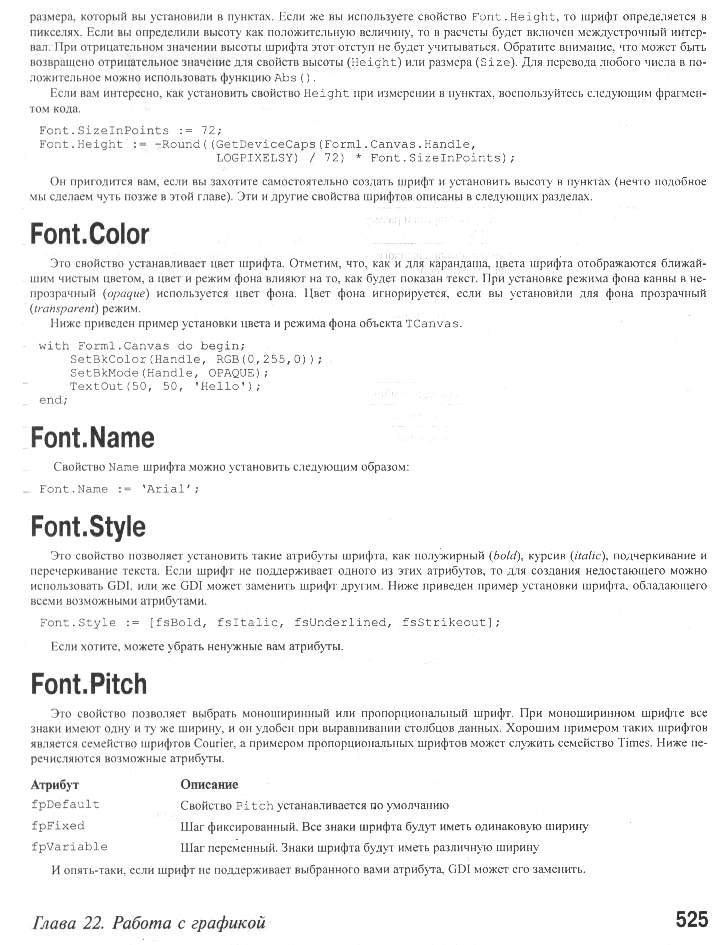 размера, который вы установили в пунктах. Если же вы используете свойство Font.Height, то шрифт определяется в
пикселях. Если вы определили высоту как положительную величину, то в расчеты будет включен междустрочный интер-
вал. При отрицательном значении высоты шрифта этот отступ не будет учитываться. Обратите внимание, что может быть
возвращено отрицательное значение для свойств высоты (Height) или размера (Size). Для перевода любого числа в по-
ложительное можно использовать функцию Abs().
Если вам интересно, как установить свойство Height при измерении в пунктах, воспользуйтесь следующим фрагмен-
том кода.
Font.SizeInPoints := 72;
Font.Height := -Round((GetDeviceCaps(Form1.Canvas.Handle,
LOGPIXELSY) / 72) * Font.SizeInPoints);
Он пригодится вам, если вы захотите самостоятельно создать шрифт и установить высоту в пунктах (нечто подобное
мы сделаем чуть позже в этой главе). Эти и другие свойства шрифтов описаны в следующих разделах.
Font.Color
Это свойство устанавливает цвет шрифта. Отметим, что, как и для карандаша, цвета шрифта отображаются ближай-
шим чистым цветом, а цвет и режим фона влияют на то, как будет показан текст. При установке режима фона канвы в не-
прозрачный (opaque) используется цвет фона. Цвет фона игнорируется, если вы установили для фона прозрачный
(transparent) режим.
Ниже приведен пример установки цвета и режима фона объекта TCanvas.
with Form1.Canvas do begin;
SetBkColor(Handle, RGB(0,255,0));
SetBkMode(Handle, OPAQUE);
TextOut(50, 50, 'Hello');
end;
Font.Name
Свойство Name шрифта можно установить следующим образом:
Font.Name := 'Arial';
Font.Style
Это свойство позволяет установить такие атрибуты шрифта, как полужирный (bold), курсив (italic), подчеркивание и
перечеркивание текста. Если шрифт не поддерживает одного из этих атрибутов, то для создания недостающего можно
использовать GDI, или же GDI может заменить шрифт другим. Ниже приведен пример установки шрифта, обладающего
всеми возможными атрибутами.
Font.Style := [fsBold, fsItalic, fsUnderlined, fsStrikeout];
Если хотите, можете убрать ненужные вам атрибуты.
Font.Pitch
Это свойство позволяет выбрать моноширинный или пропорциональный шрифт. При моноширинном шрифте все
знаки имеют одну и ту же ширину, и он удобен при выравнивании столбцов данных. Хорошим примером таких шрифтов
является семейство шрифтов Courier, а примером пропорциональных шрифтов может служить семейство Times. Ниже пе-
речисляются возможные атрибуты.
Атрибут Описание
fpDefault Свойство Pitch устанавливается по умолчанию
fpFixed Шаг фиксированный. Все знаки шрифта будут иметь одинаковую ширину
fpVariable Шаг переменный. Знаки шрифта будут иметь различную ширину
И опять-таки, если шрифт не поддерживает выбранного вами атрибута, GDI может его заменить.
Глава 22. Работа с графикой 525